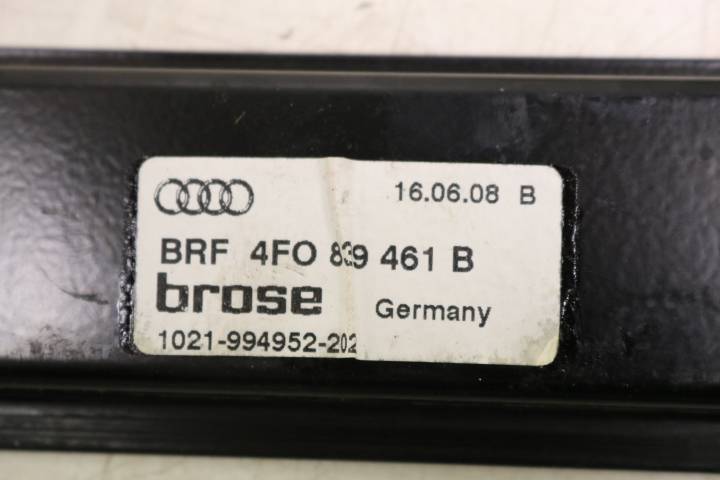 16.06.08 B
BRF 4FO 839 461 B
brose Germany
1021-994952-202